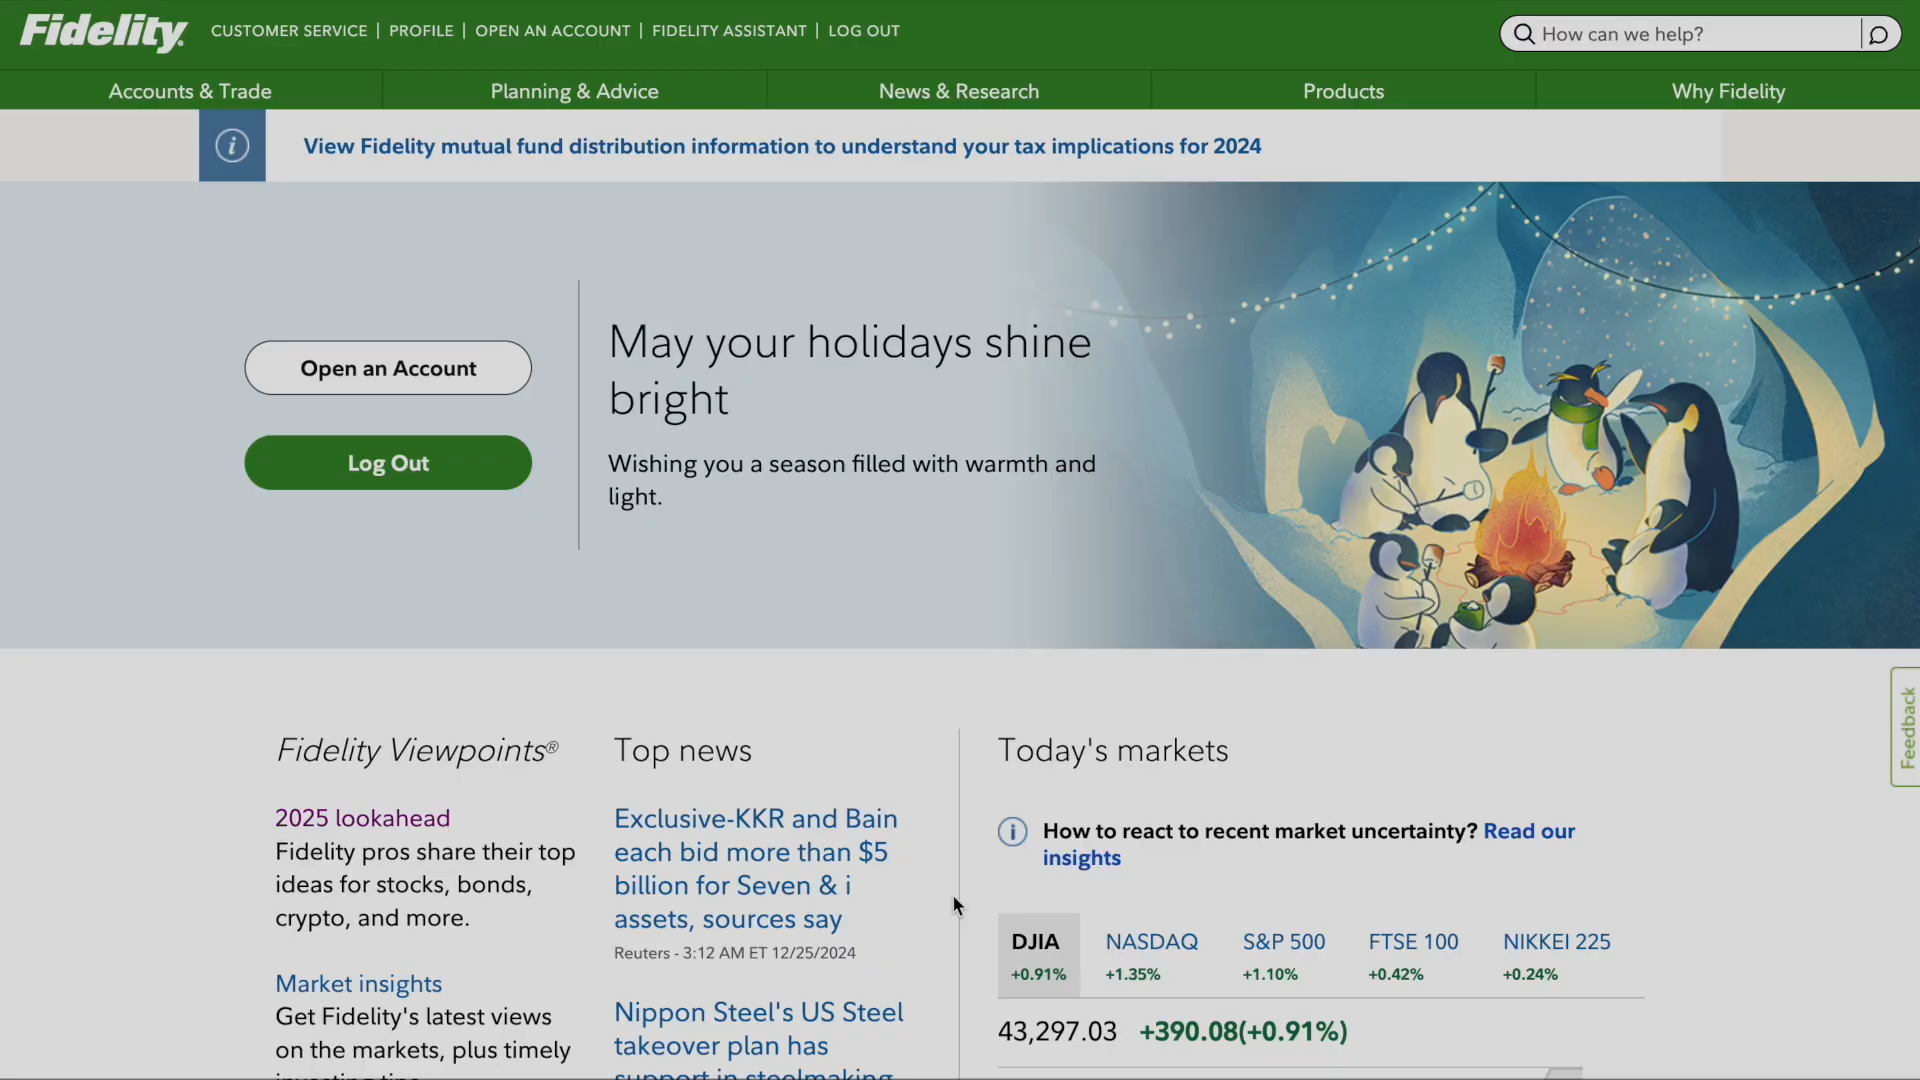 Fidelity
CUSTOMER SERVICE | PROFILE | OPEN AN ACCOUNT | FIDELITY ASSISTANT | LOG OUT
How can we help?
Accounts & Trade
Planning & Advice
News & Research
Products
Why Fidelity
View Fidelity mutual fund distribution information to understand your tax implications for 2024
Open an Account
Log Out
May your holidays shine
bright
Wishing you a season filled with warmth and
light.
Feedback
Fidelity Viewpoints®
2025 lookahead
Fidelity pros share their top
ideas for stocks, bonds,
crypto, and more.
Market insights
Get Fidelity's latest views
on the markets, plus timely
investing tips
Top news
Exclusive-KKR and Bain
each bid more than $5
billion for Seven & i
assets, sources say
Reuters - 3:12 AM ET 12/25/2024
Nippon Steel's US Steel
takeover plan has
support in steelmaking
Today's markets
How to react to recent market uncertainty? Read our
insights
DJIA
+0.91%
NASDAQ
+1.35%
S&P 500
+1.10%
FTSE 100
+0.42%
NIKKEI 225
+0.24%
43,297.03 +390.08(+0.91%)